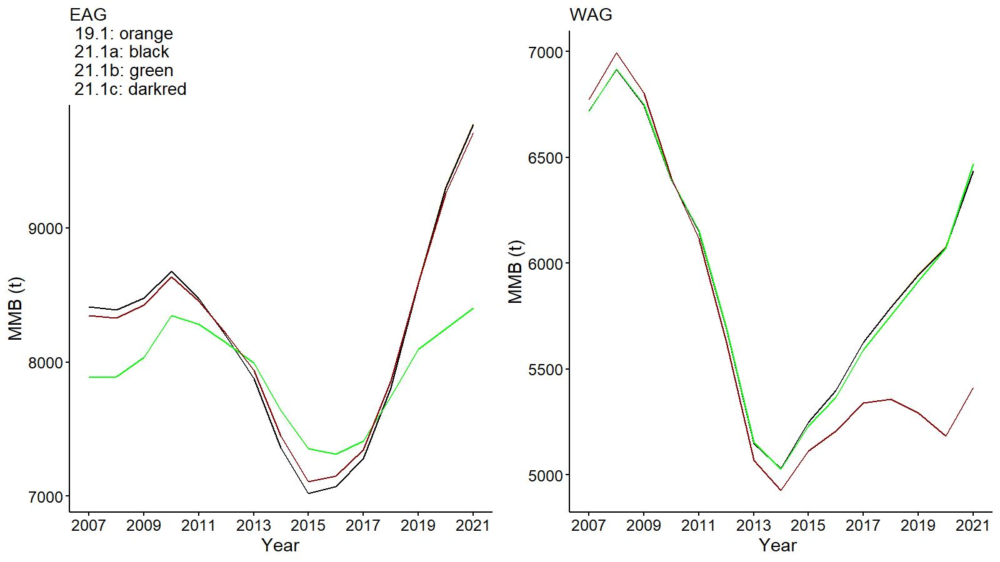 EAG
19.1: orange
21.1a: black
21.1b: green
21.1c: darkred
9000
8000
7000
MMB (t)
2007 2009 2011 2013 2015 2017 2019 2021
Year
WAG
7000
6500
6000
5500
5000
MMB (t)
2007 2009 2011 2013 2015 2017 2019 2021
Year